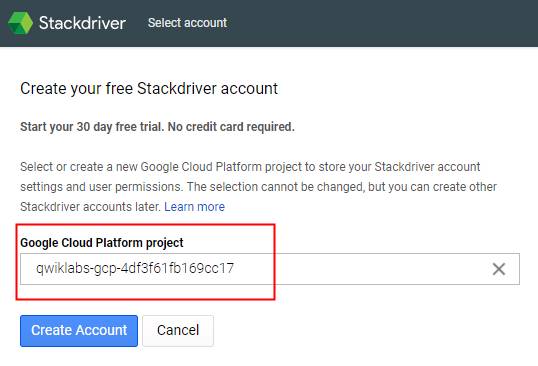 Stackdriver Select account
Create your free Stackdriver account
Start your 30 day free trial. No credit card required.
Select or create a new Google Cloud Platform project to store your Stackdriver account
settings and user permissions. The selection cannot be changed, but you can create other
Stackdriver accounts later. Learn more
Google Cloud Platform project
qwiklabs-gcp-4df3f61fb169cc17
Create Account Cancel